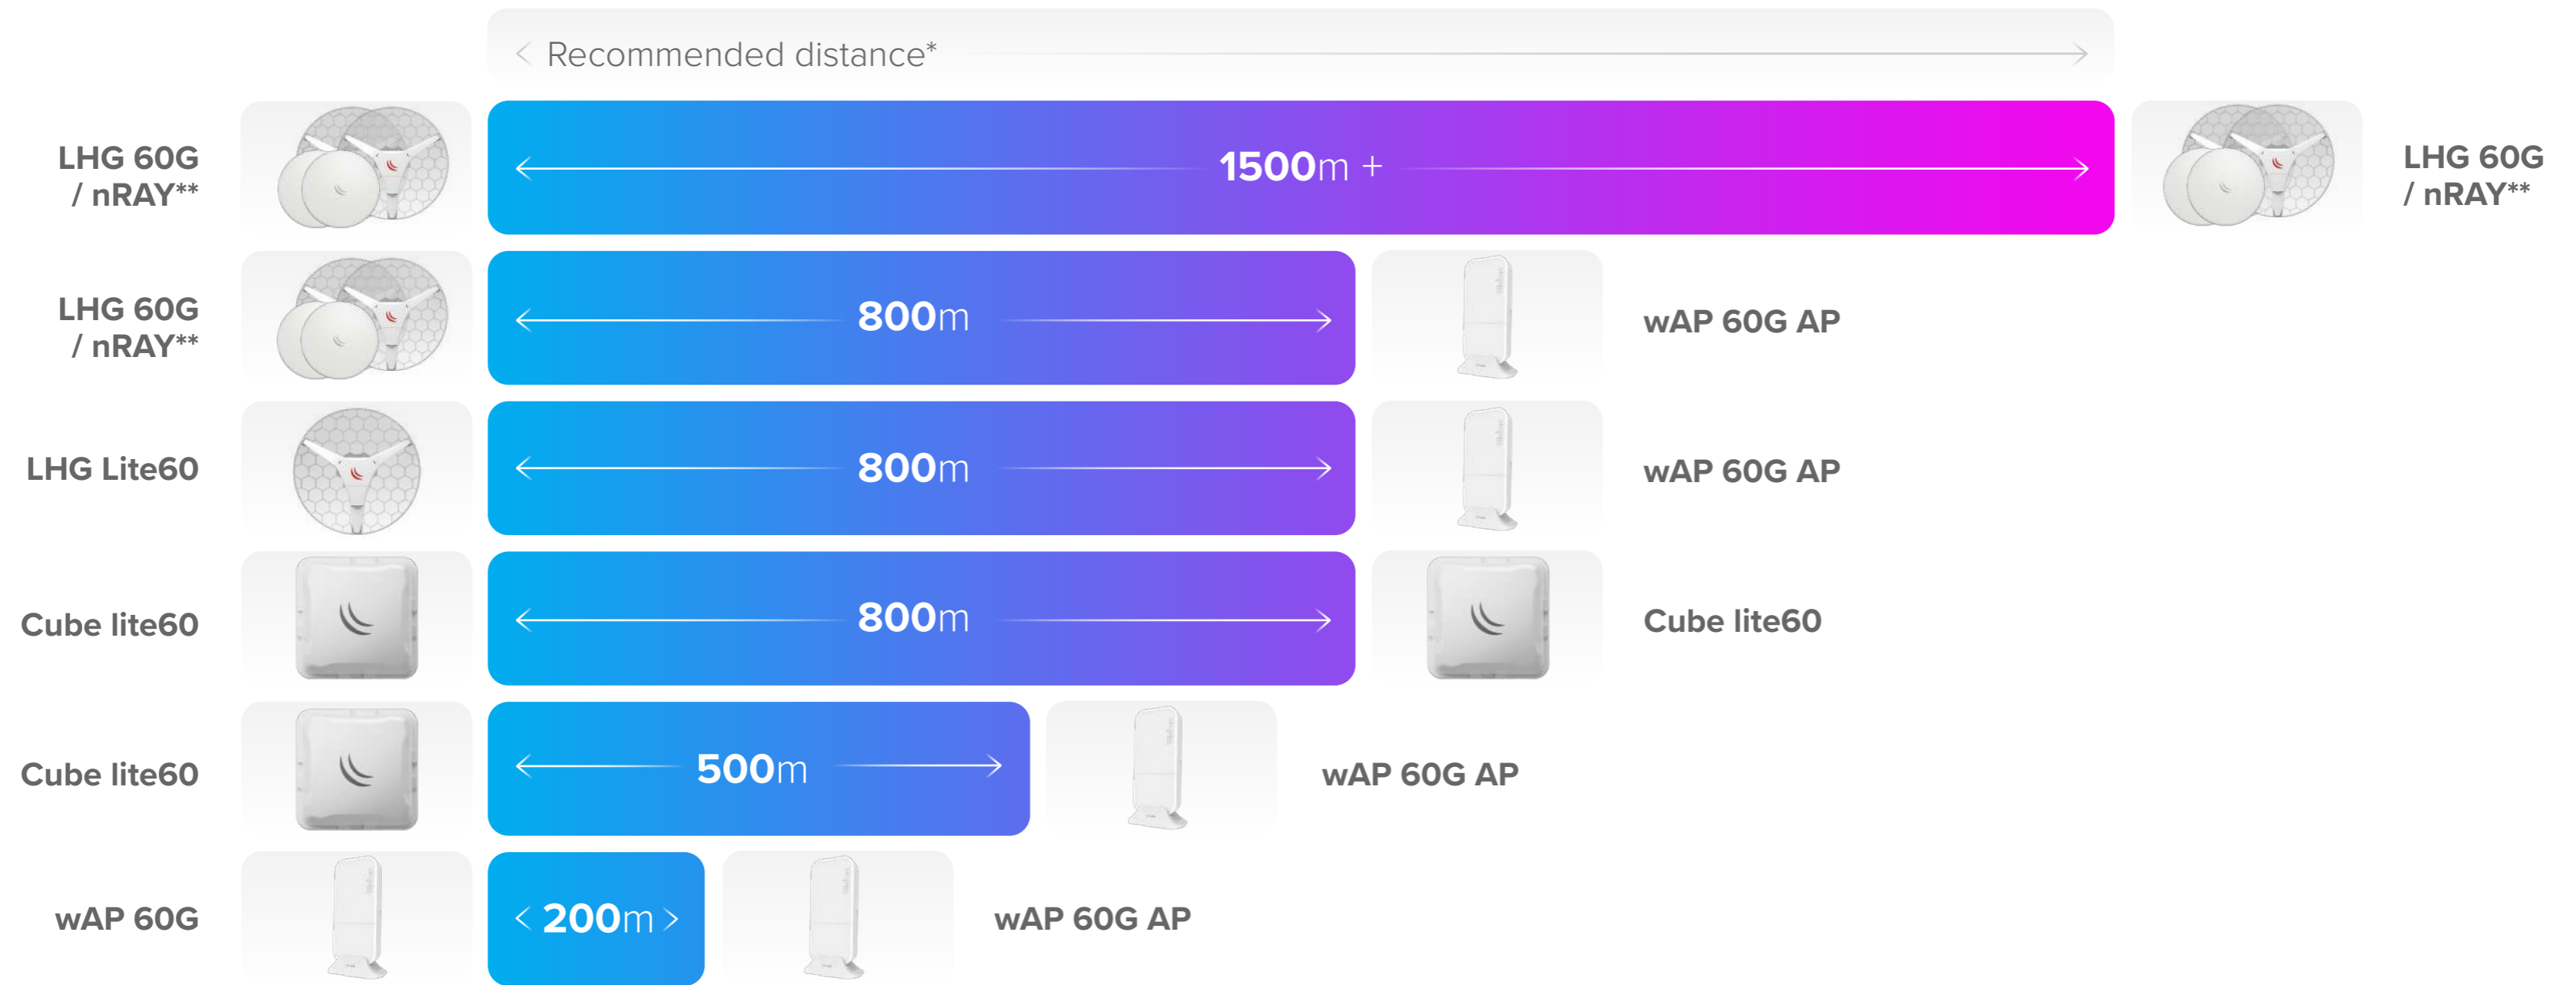 Recommended distance*
LHG 60G
/ nRAY**
1500m +
LHG 60G
/ nRAY**
LHG 60G
/ nRAY**
800m
wAP 60G AP
LHG Lite60
800m
wAP 60G AP
Cube lite60
800m
Cube lite60
Cube lite60
500m
wAP 60G AP
wAP 60G
200m
wAP 60G AP